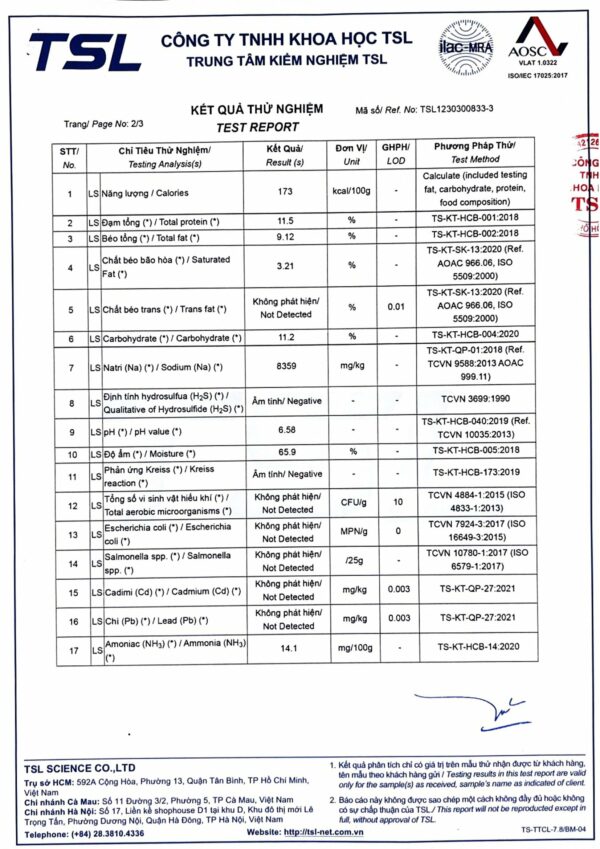 TSL
CÔNG TY TNHH KHOA HỌC TSL
TRUNG TÂM KIỂM NGHIỆM TSL
ilac-MRA
AOSC
VLAT 1.0322
ISO/IEC 17025:2017
KẾT QUẢ THỬ NGHIỆM
Mã số/ Ref. No: TSL1230300833-3
Trang/ Page No: 2/3
TEST REPORT
STT/ No. Chỉ Tiêu Thử Nghiệm/ Testing Analysis(s) Kết Quả/ Result (s) Đơn Vị/ Unit GHPH/ LOD Phương Pháp Thử/ Test Method
1 LS Năng lượng / Calories 173 kcal/100g - Calculate (included testing fat, carbohydrate, protein, food composition)
2 LS Đạm tổng (*) / Total protein (*) 11.5 % - TS-KT-HCB-001:2018
3 LS Béo tổng (*) / Total fat (*) 9.12 % - TS-KT-HCB-002:2018
4 LS Chất béo bão hòa (*) / Saturated Fat (*) 3.21 % - TS-KT-SK-13:2020 (Ref. AOAC 966.06, ISO 5509:2000)
5 LS Chất béo trans (*) / Trans fat (*) Không phát hiện/ Not Detected % 0.01 TS-KT-SK-13:2020 (Ref. AOAC 966.06, ISO 5509:2000)
6 LS Carbohydrate (*) / Carbohydrate (*) 11.2 % - TS-KT-HCB-004:2020
7 LS Natri (Na) (*) / Sodium (Na) (*) 8359 mg/kg - TS-KT-QP-01:2018 (Ref. TCVN 9588:2013 AOAC 999.11)
8 LS Định tính hydrosulfua (H₂S) (*) / Qualitative of Hydrosulfide (H₂S) (*) Âm tính/ Negative - - TCVN 3699:1990
9 LS pH (*) / pH value (*) 6.58 - - TS-KT-HCB-040:2019 (Ref. TCVN 10035:2013)
10 LS Độ ẩm (*) / Moisture (*) 65.9 % - TS-KT-HCB-005:2018
11 LS Phản ứng Kreiss (*) / Kreiss reaction (*) Âm tính/ Negative - - TS-KT-HCB-173:2019
12 LS Tổng số vi sinh vật hiếu khí (*) / Total aerobic microorganisms (*) Không phát hiện/ Not Detected CFU/g 10 TCVN 4884-1:2015 (ISO 4833-1:2013)
13 LS Escherichia coli (*) / Escherichia coli (*) Không phát hiện/ Not Detected MPN/g 0 TCVN 7924-3:2017 (ISO 16649-3:2015)
14 LS Salmonella spp. (*) / Salmonella spp. (*) Không phát hiện/ Not Detected /25g - TCVN 10780-1:2017 (ISO 6579-1:2017)
15 LS Cadimi (Cd) (*) / Cadmium (Cd) (*) Không phát hiện/ Not Detected mg/kg 0.003 TS-KT-QP-27:2021
16 LS Chì (Pb) (*) / Lead (Pb) (*) Không phát hiện/ Not Detected mg/kg 0.003 TS-KT-QP-27:2021
17 LS Amoniac (NH₃) (*) / Ammonia (NH₃) (*) 14.1 mg/100g - TS-KT-HCB-14:2020
CÔNG
TNH
TS
TSL SCIENCE CO.,LTD
Trụ sở HCM: 592A Cộng Hòa, Phường 13, Quận Tân Bình, TP Hồ Chí Minh,
Việt Nam
Chi nhánh Cà Mau: Số 11 Đường 3/2, Phường 5, TP Cà Mau, Việt Nam
Chi nhánh Hà Nội: Số 17, Liền kề shophouse D1 tại khu D, Khu đô thị mới Lê
Trọng Tấn, Phường Dương Nội, Quận Hà Đông, TP Hà Nội, Việt Nam
Telephone: (+84) 28.3810.4336 Website: http://tsl-net.com.vn
1. Kết quả phân tích chỉ có giá trị trên mẫu thử nhận được từ khách hàng,
tên mẫu theo khách hàng gửi / Testing results in this test report are valid
only for the sample(s) as received, sample's name as indicated of client.
2. Báo cáo này không được sao chép một cách không đầy đủ hoặc không
có sự chấp thuận của TSL./ This report will not be reproduced except in
full, without approval of TSL.
TS-TTCL-7.8/BM-04